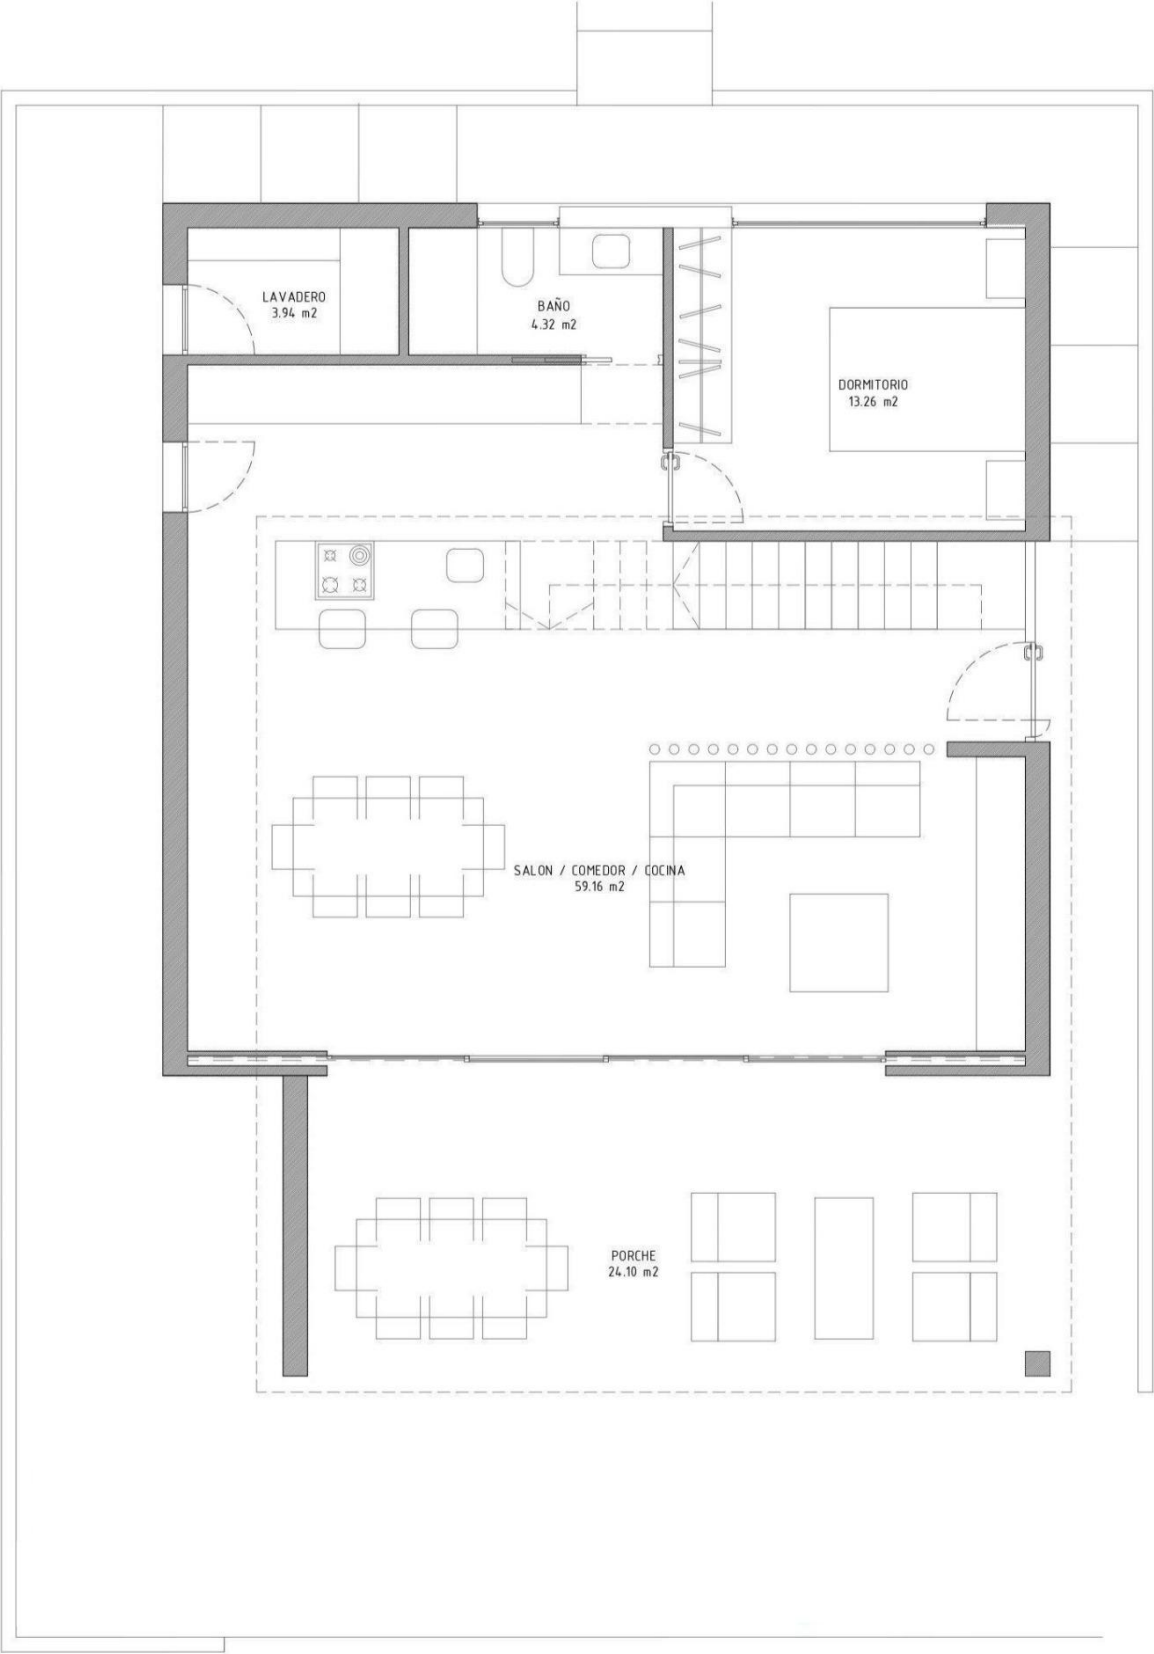 LAVADERO
3.94 m2
BAÑO
4.32 m2
DORMITORIO
13.26 m2
SALON / COMEDOR / COCINA
59.16 m2
PORCHE
24.10 m2